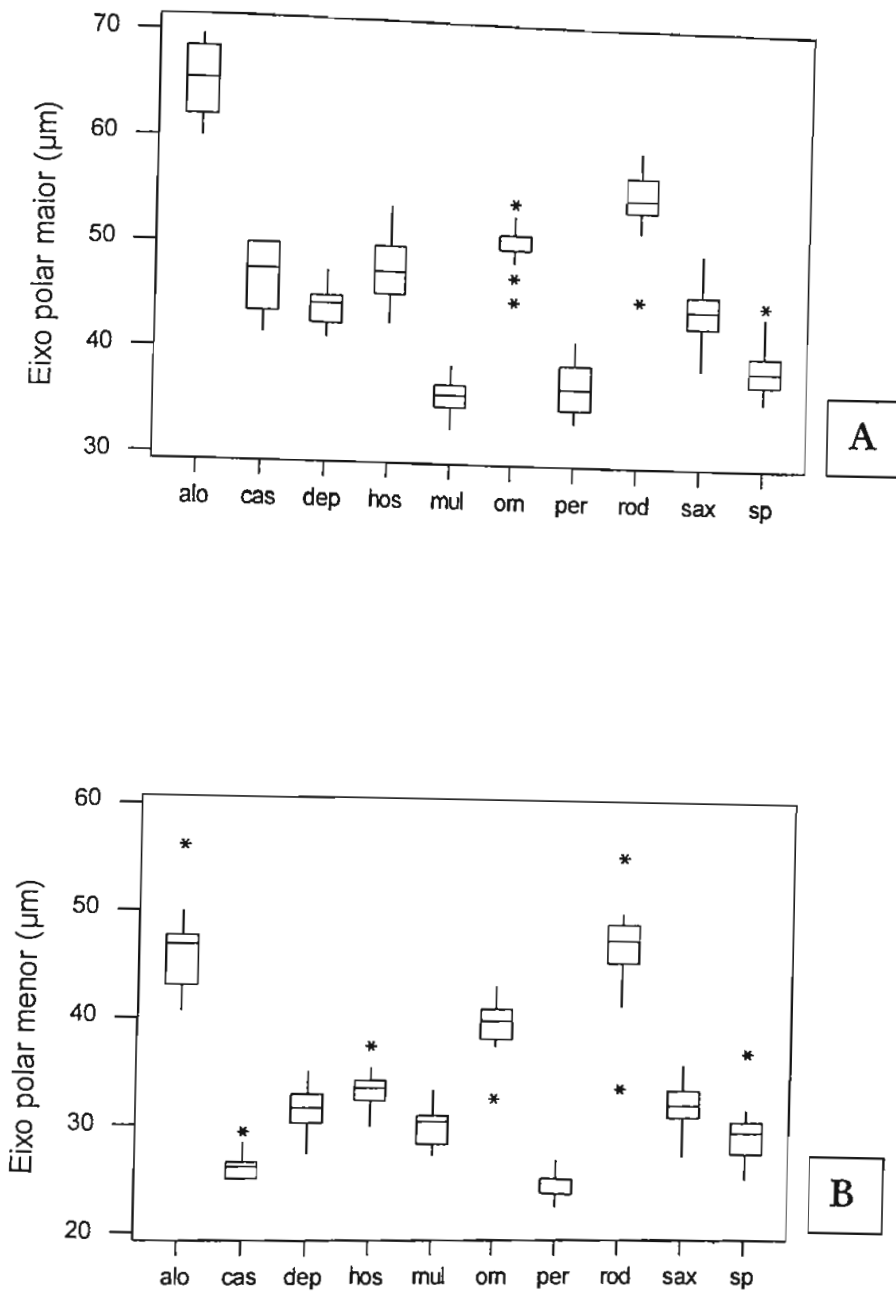 Eixo polar maior (µm)
70
60
50
40
30
alo cas dep hos mul orn per rod sax sp
A
Eixo polar menor (µm)
60
50
40
30
20
alo cas dep hos mul orn per rod sax sp
B